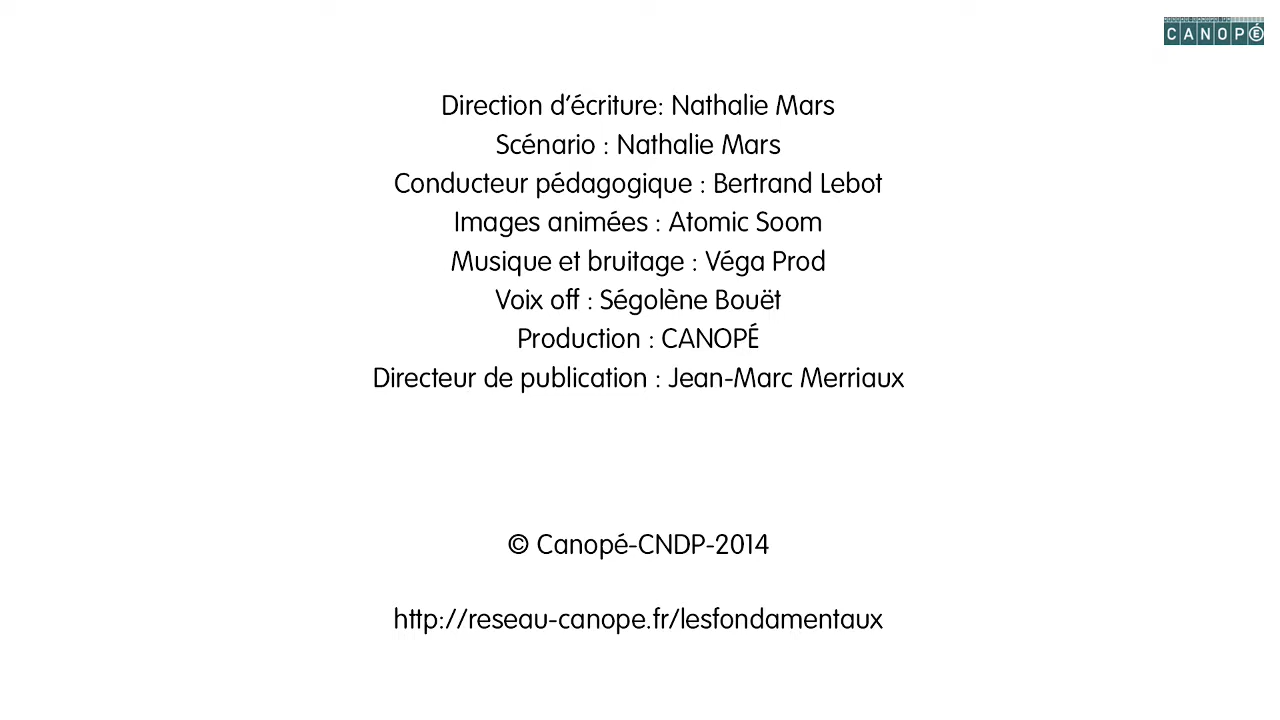 CANOPÉ
Direction d’écriture: Nathalie Mars
Scénario : Nathalie Mars
Conducteur pédagogique : Bertrand Lebot
Images animées : Atomic Soom
Musique et bruitage : Véga Prod
Voix off : Ségolène Bouët
Production : CANOPÉ
Directeur de publication : Jean-Marc Merriaux
© Canopé-CNDP-2014
http://reseau-canope.fr/lesfondamentaux